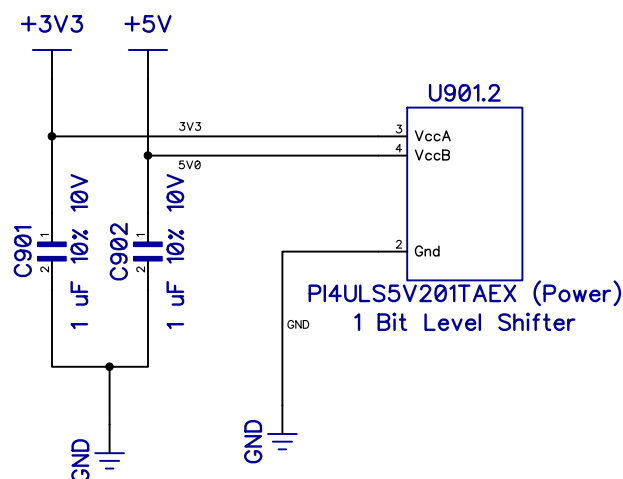 +3V3
+5V
U901.2
3V3
3
VccA
4
VccB
5V0
C901
1
2
1 uF 10% 10V
C902
1
2
1 uF 10% 10V
2
Gnd
PI4ULS5V201TAEX (Power)
1 Bit Level Shifter
GND
GND
GND